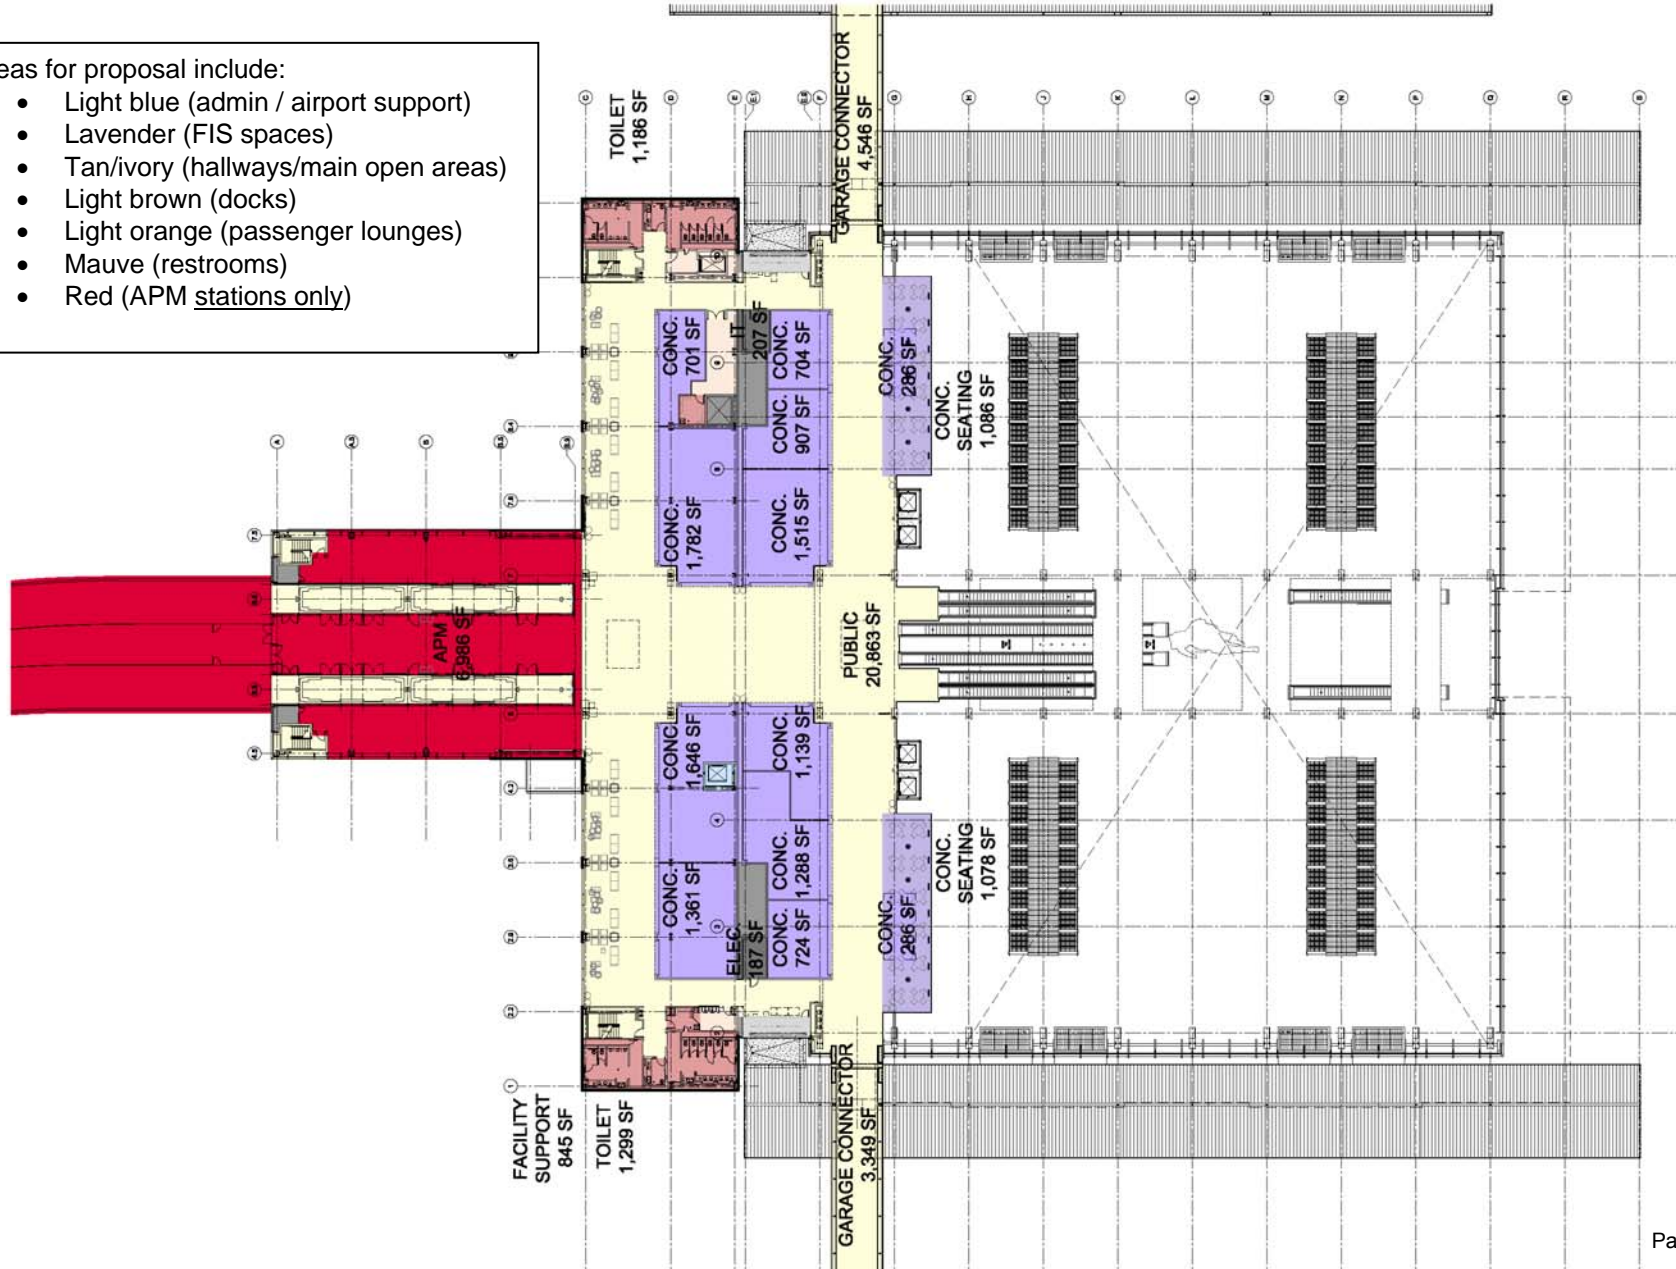 eas for proposal include:
• Light blue (admin / airport support)
• Lavender (FIS spaces)
• Tan/ivory (hallways/main open areas)
• Light brown (docks)
• Light orange (passenger lounges)
• Mauve (restrooms)
• Red (APM stations only)
TOILET
1,186 SF
GARAGE CONNECTOR
4,546 SF
C
D
E
F
G
H
J
K
L
M
N
P
Q
R
S
CONC.
701 SF
IT
207 SF
CONC.
704 SF
CONC.
907 SF
CONC.
286 SF
CONC.
SEATING
1,086 SF
CONC.
1,782 SF
CONC.
1,515 SF
A
B
APM
6,986 SF
PUBLIC
20,863 SF
CONC.
1,646 SF
CONC.
1,139 SF
CONC.
1,361 SF
CONC.
1,288 SF
ELEC.
187 SF
CONC.
724 SF
CONC.
286 SF
CONC.
SEATING
1,078 SF
FACILITY
SUPPORT
845 SF
TOILET
1,299 SF
GARAGE CONNECTOR
3,349 SF
1
Pa